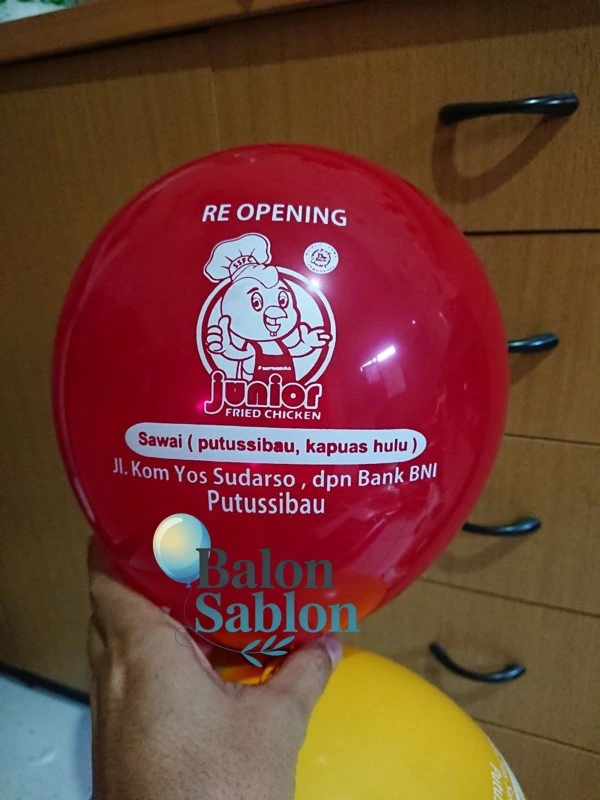 RE OPENING
SSFC
junior
FRIED CHICKEN
Sawai ( putussibau, kapuas hulu )
Jl. Kom Yos Sudarso , dpn Bank BNI
Putussibau
Balon
Sablon